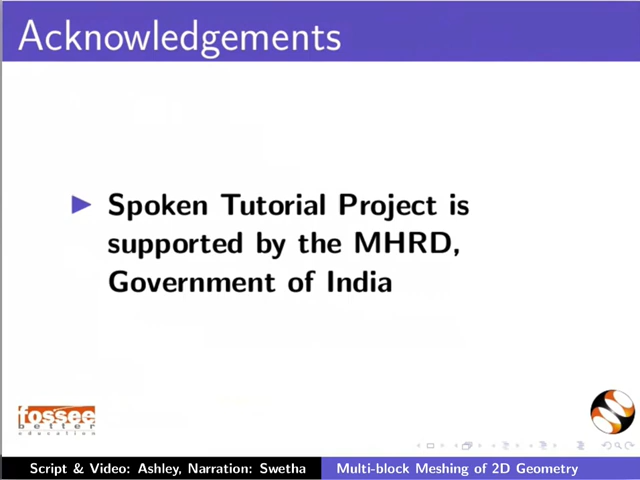 Acknowledgements
Spoken Tutorial Project is
supported by the MHRD,
Government of India
fossee
better
education
Script & Video: Ashley, Narration: Swetha
Multi-block Meshing of 2D Geometry